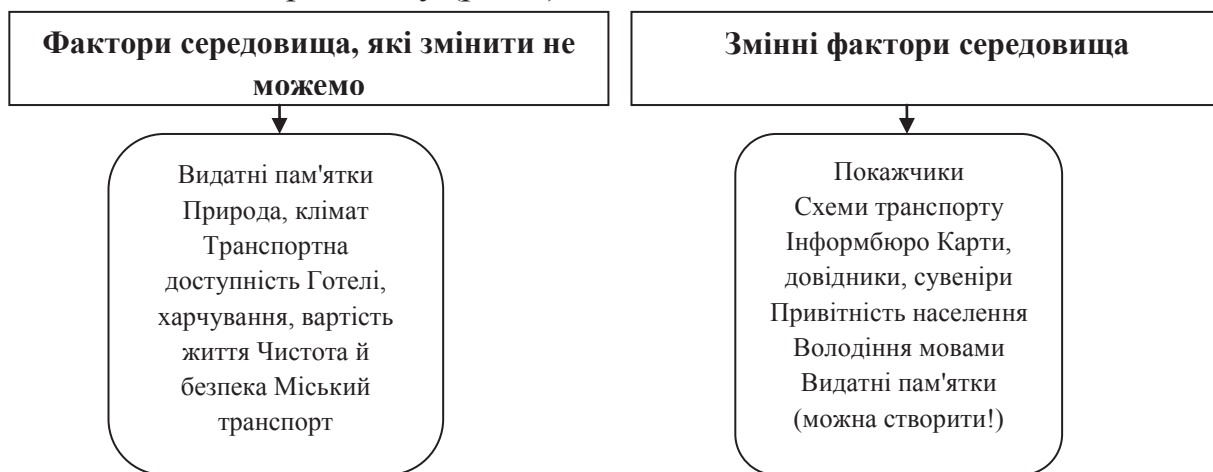 Фактори середовища, які змінити не
можемо
Видатні пам'ятки
Природа, клімат
Транспортна
доступність Готелі,
харчування, вартість
життя Чистота й
безпека Міський
транспорт
Змінні фактори середовища
Покажчики
Схеми транспорту
Інформбюро Карти,
довідники, сувеніри
Привітність населення
Володіння мовами
Видатні пам'ятки
(можна створити!)